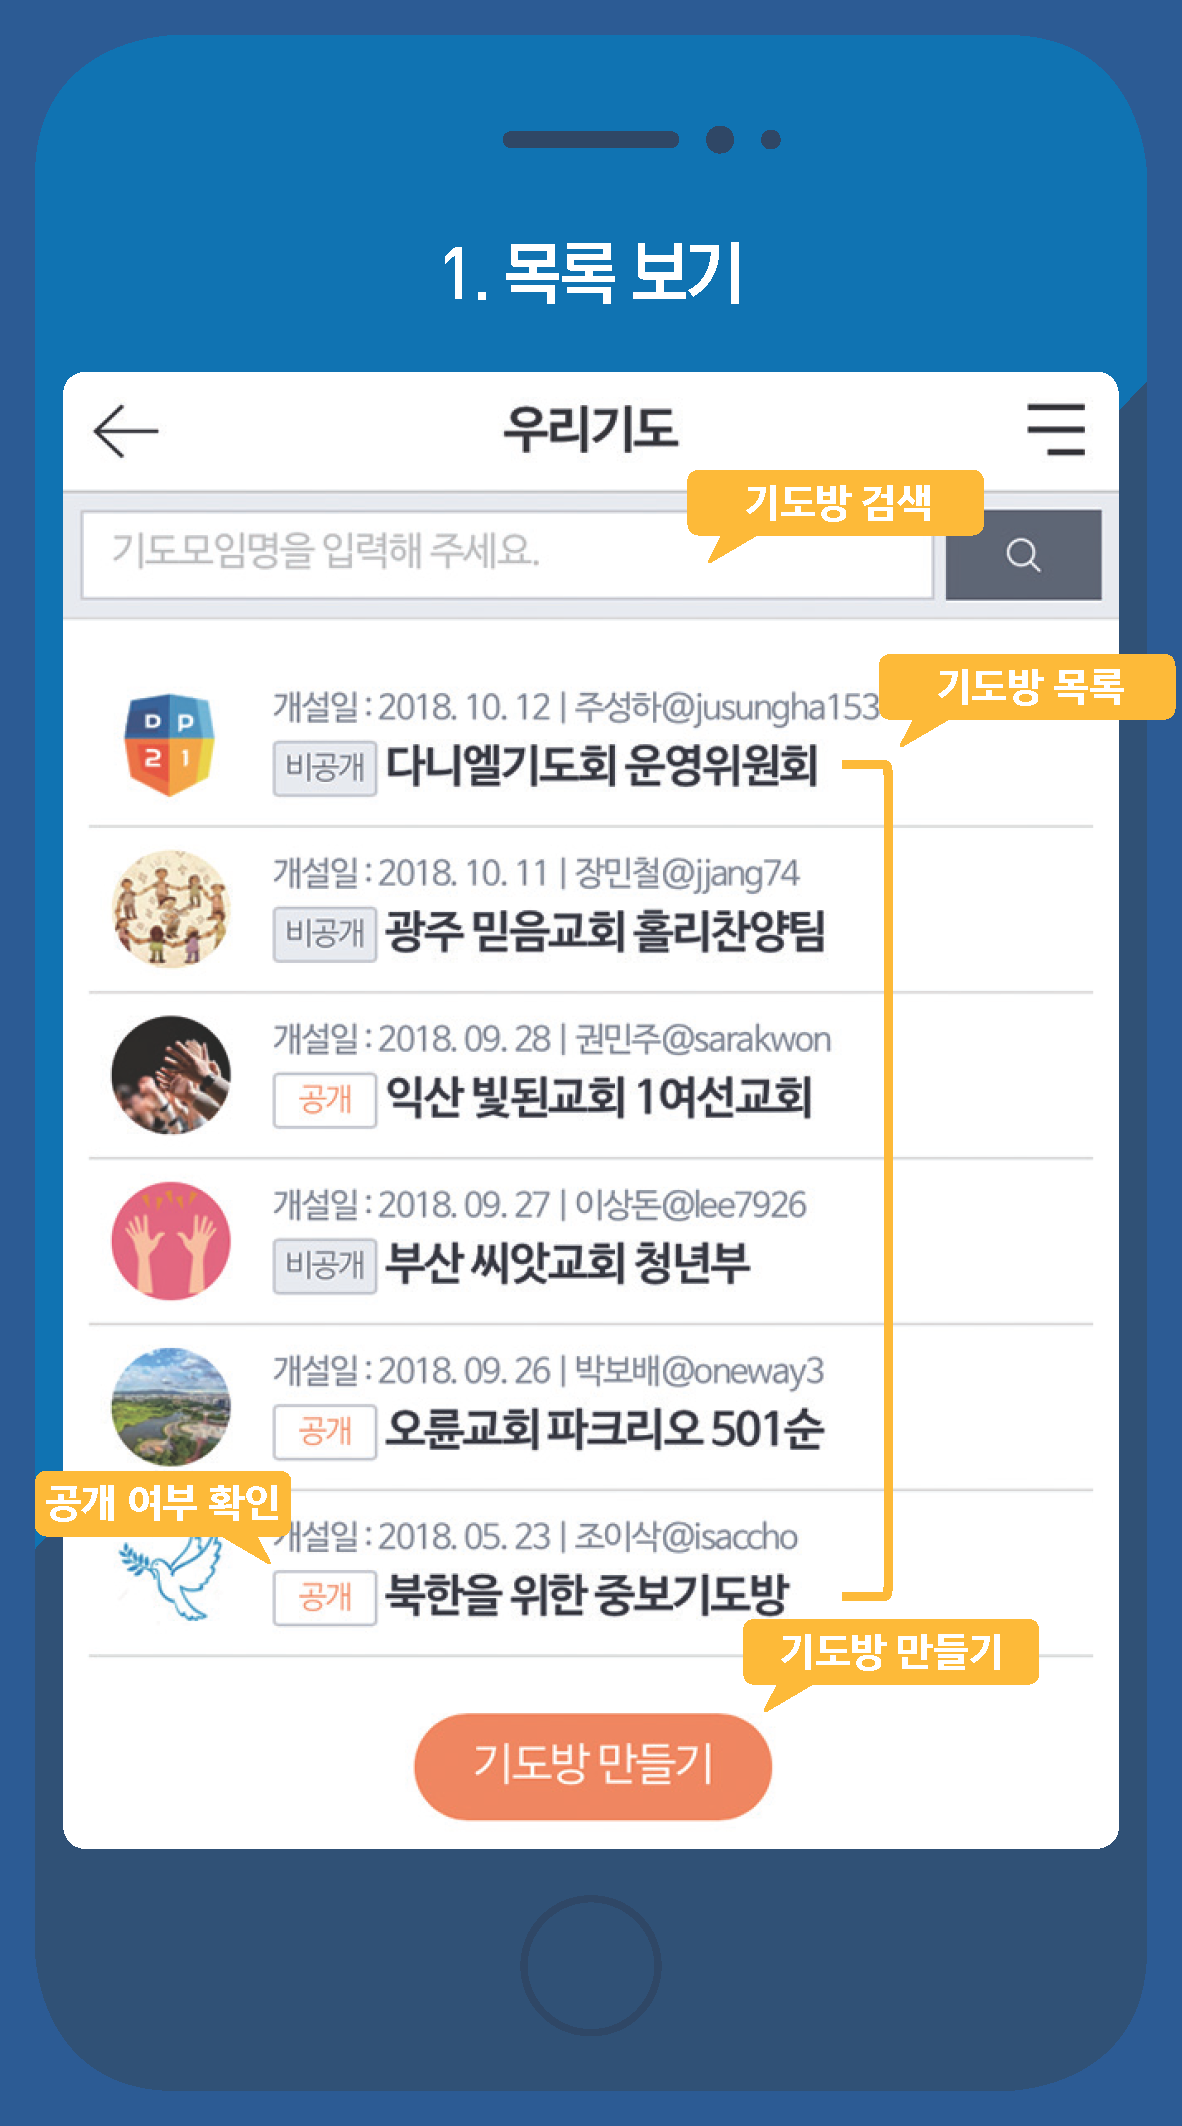 1. 목록 보기
우리기도
기도방 검색
기도모임명을 입력해 주세요.
기도방 목록
개설일 : 2018. 10. 12 | 주성하@jusungha153
DP
21
비공개 다니엘기도회 운영위원회
개설일 : 2018. 10. 11 | 장민철@jjang74
비공개 광주 믿음교회 홀리찬양팀
개설일 : 2018. 09. 28 | 권민주@sarakwon
공개 익산 빛된교회 1여선교회
개설일 : 2018. 09. 27 | 이상돈@lee7926
비공개 부산 씨앗교회 청년부
개설일 : 2018. 09. 26 | 박보배@oneway3
공개 오륜교회 파크리오 501순
공개 여부 확인
개설일 : 2018. 05. 23 | 조이삭@isaccho
공개 북한을 위한 중보기도방
기도방 만들기
기도방 만들기